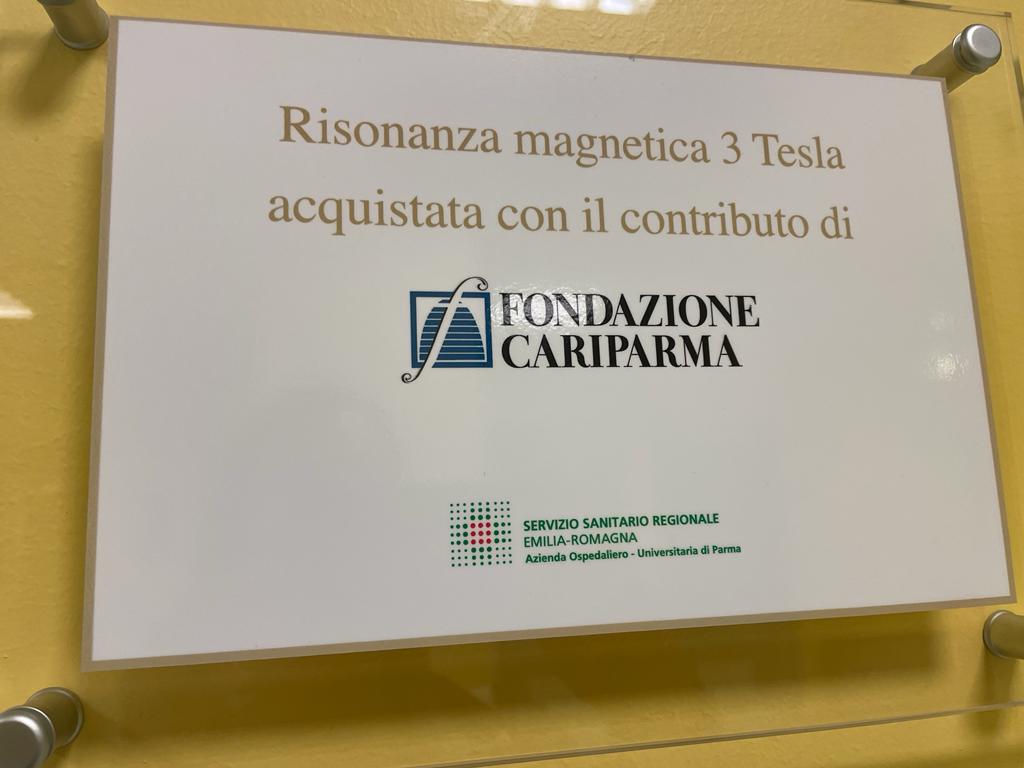 Risonanza magnetica 3 Tesla
acquistata con il contributo di
FONDAZIONE
CARIPARMA
SERVIZIO SANITARIO REGIONALE
EMILIA-ROMAGNA
Azienda Ospedaliero - Universitaria di Parma